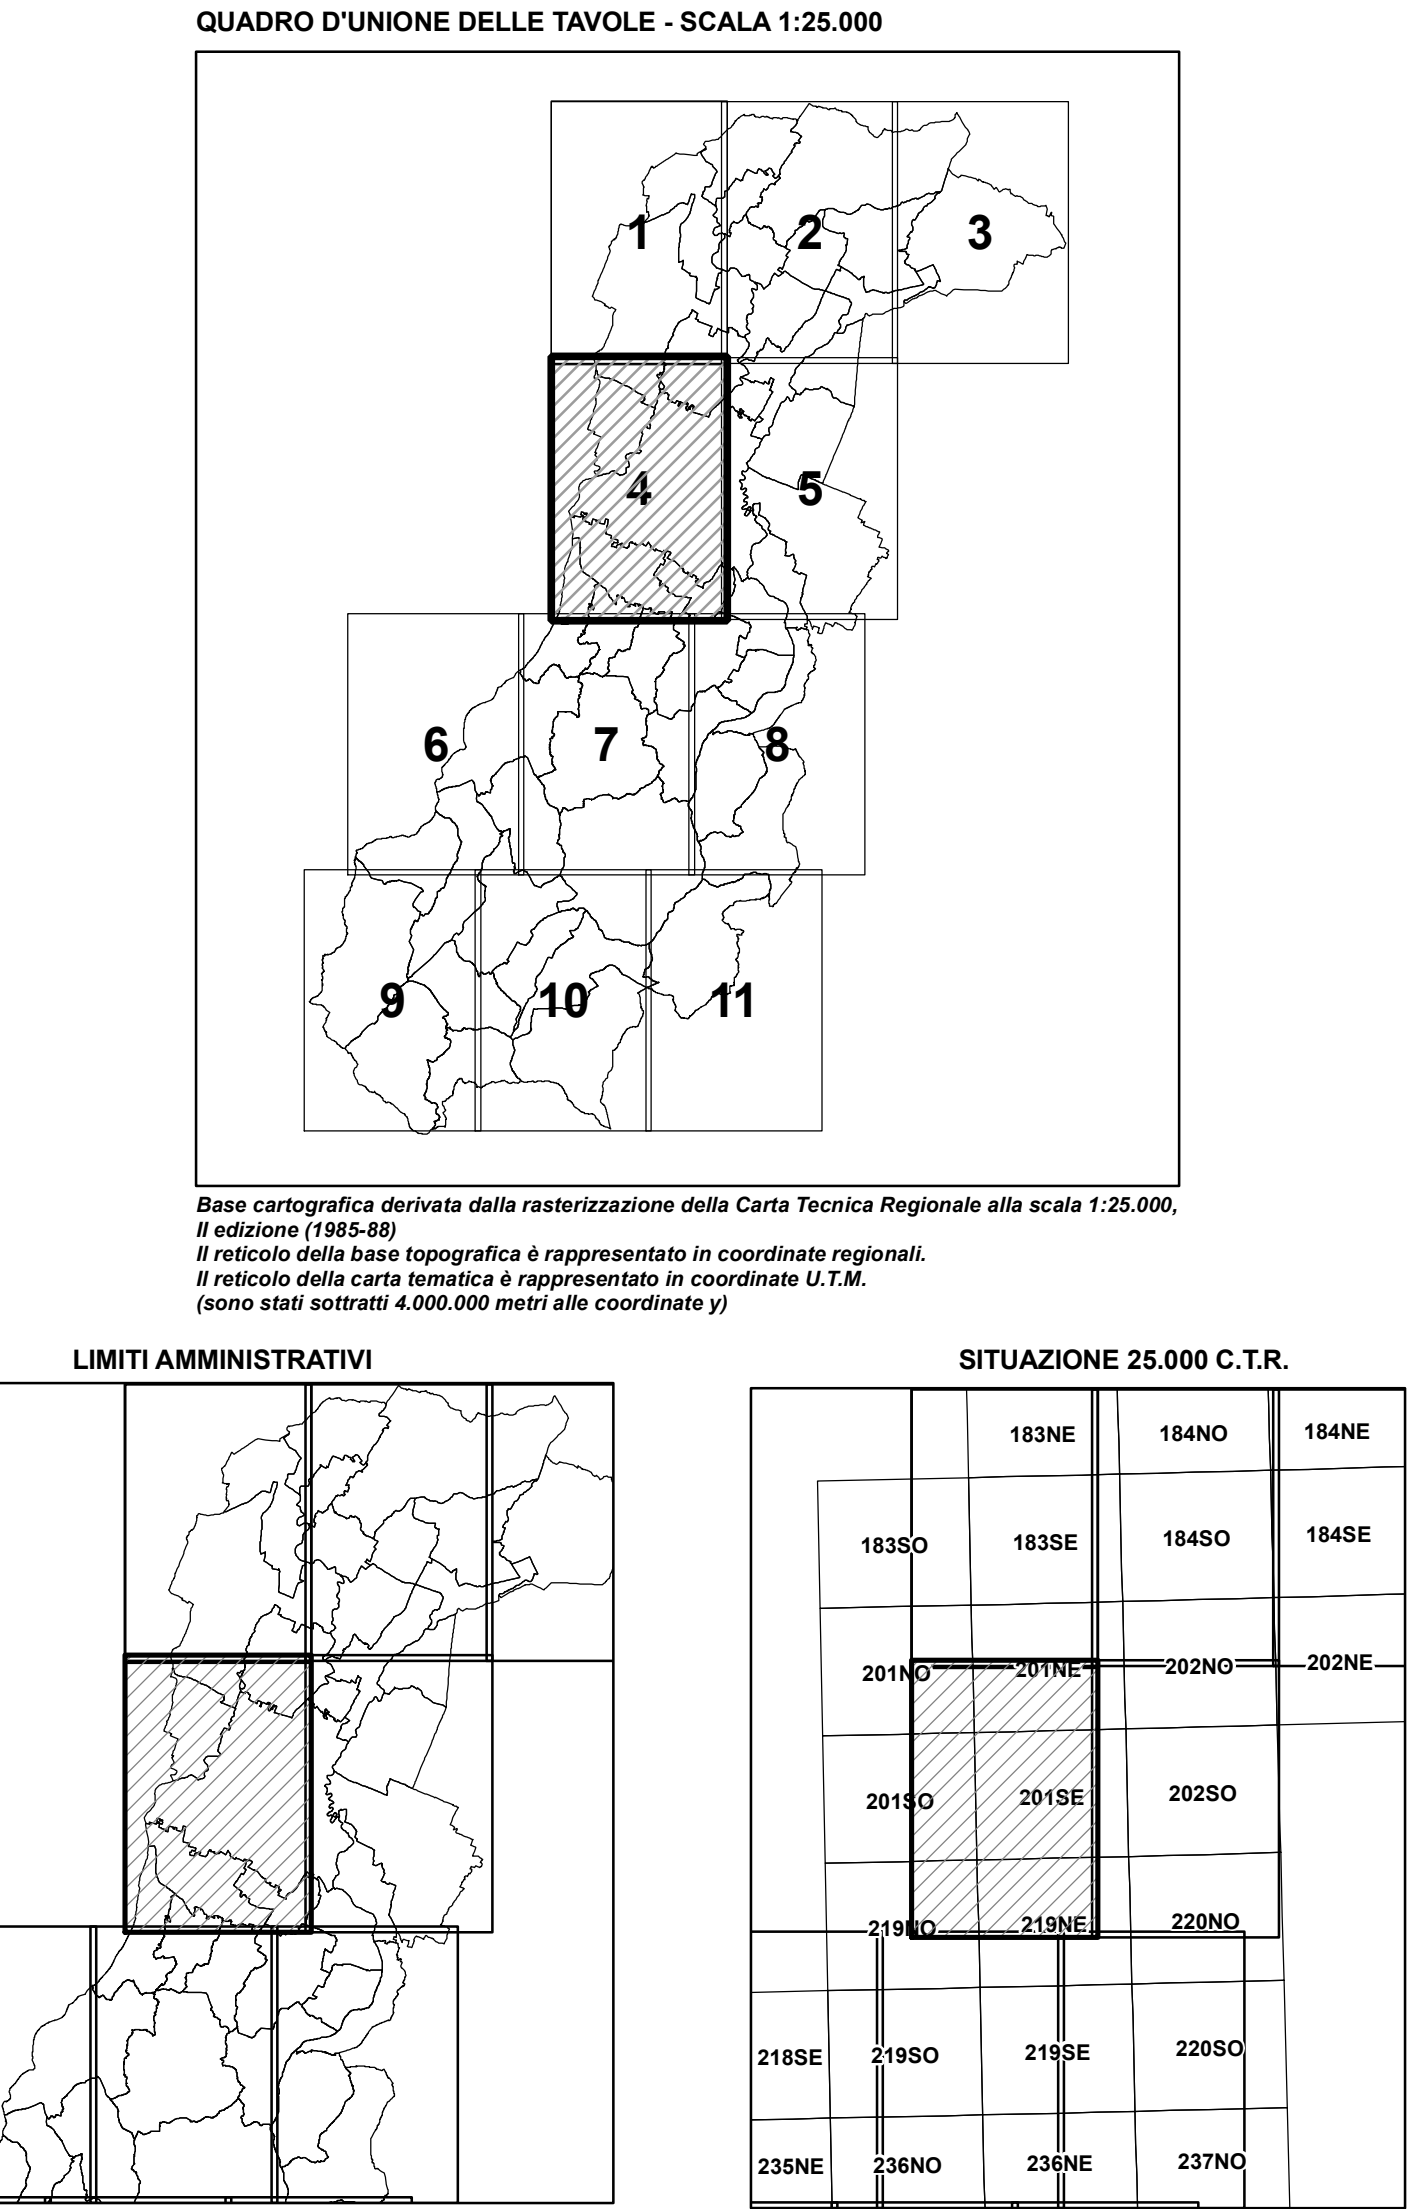 QUADRO D'UNIONE DELLE TAVOLE - SCALA 1:25.000
1 2 3
4 5
6 7 8
9 10 11
Base cartografica derivata dalla rasterizzazione della Carta Tecnica Regionale alla scala 1:25.000,
II edizione (1985-88)
Il reticolo della base topografica è rappresentato in coordinate regionali.
Il reticolo della carta tematica è rappresentato in coordinate U.T.M.
(sono stati sottratti 4.000.000 metri alle coordinate y)
LIMITI AMMINISTRATIVI
SITUAZIONE 25.000 C.T.R.
183NE 184NO 184NE
183SO 183SE 184SO 184SE
201NO 201NE 202NO 202NE
201SO 201SE 202SO
219NO 219NE 220NO
218SE 219SO 219SE 220SO
235NE 236NO 236NE 237NO